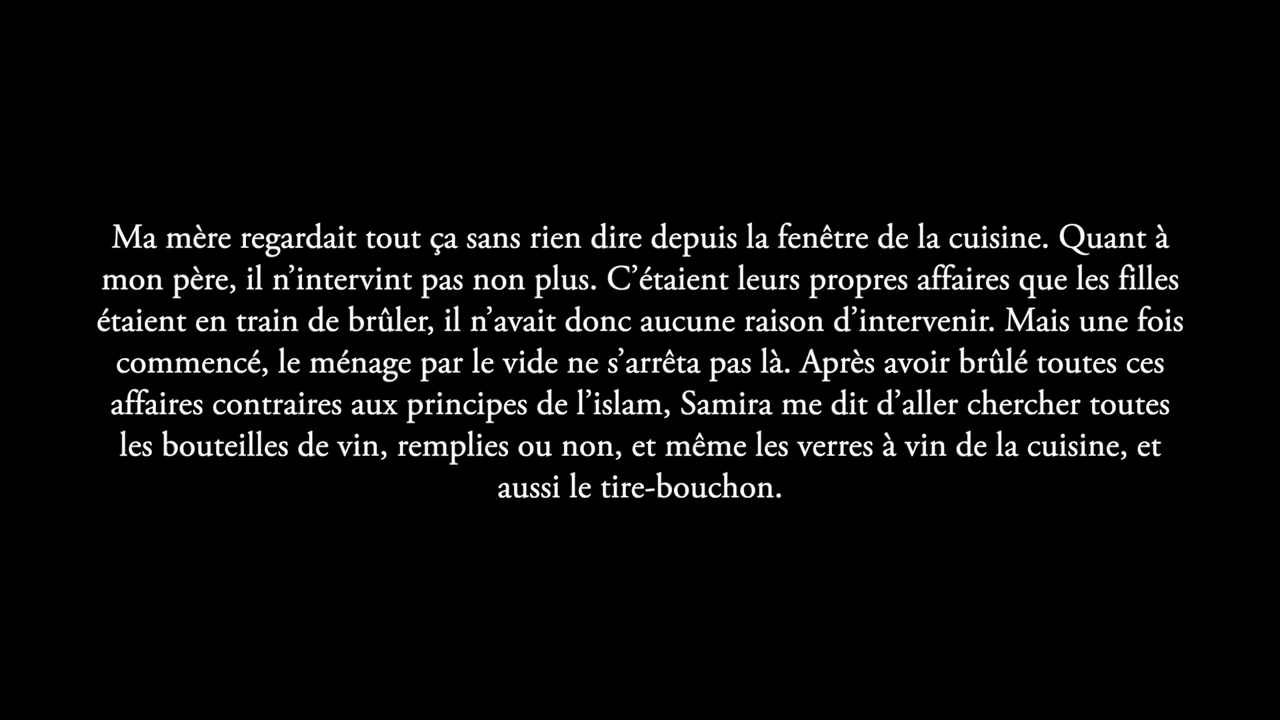 Ma mère regardait tout ça sans rien dire depuis la fenêtre de la cuisine. Quant à
mon père, il n’intervint pas non plus. C’étaient leurs propres affaires que les filles
étaient en train de brûler, il n’avait donc aucune raison d’intervenir. Mais une fois
commencé, le ménage par le vide ne s’arrêta pas là. Après avoir brûlé toutes ces
affaires contraires aux principes de l’islam, Samira me dit d’aller chercher toutes
les bouteilles de vin, remplies ou non, et même les verres à vin de la cuisine, et
aussi le tire-bouchon.